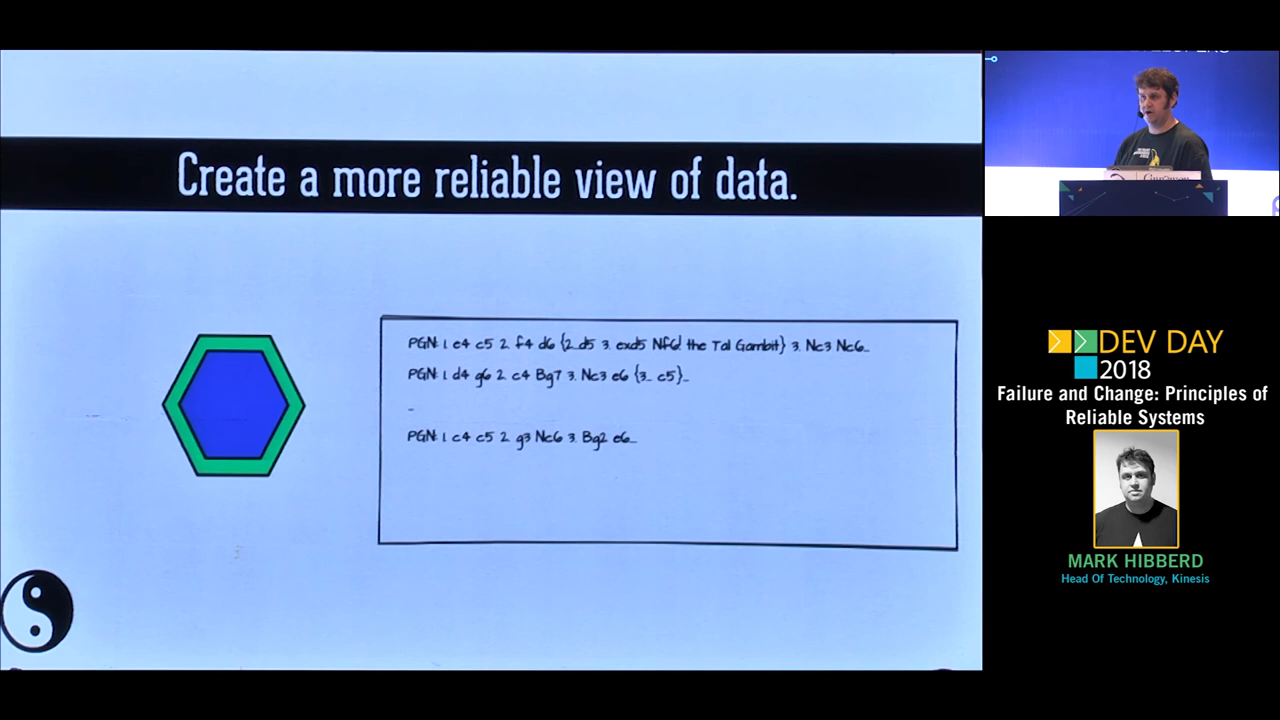 Create a more reliable view of data.
PGN: 1. e4 c5 2. f4 d6 {2. d5 3. exd5 Nf6! the Tal Gambit} 3. Nc3 Nc6...
PGN: 1. d4 g6 2. c4 Bg7 3. Nc3 e6 {3... c5}...
...
PGN: 1. c4 c5 2. g3 Nc6 3. Bg2 e6...
DEV DAY
2018
Failure and Change: Principles of
Reliable Systems
MARK HIBBERD
Head Of Technology, Kinesis